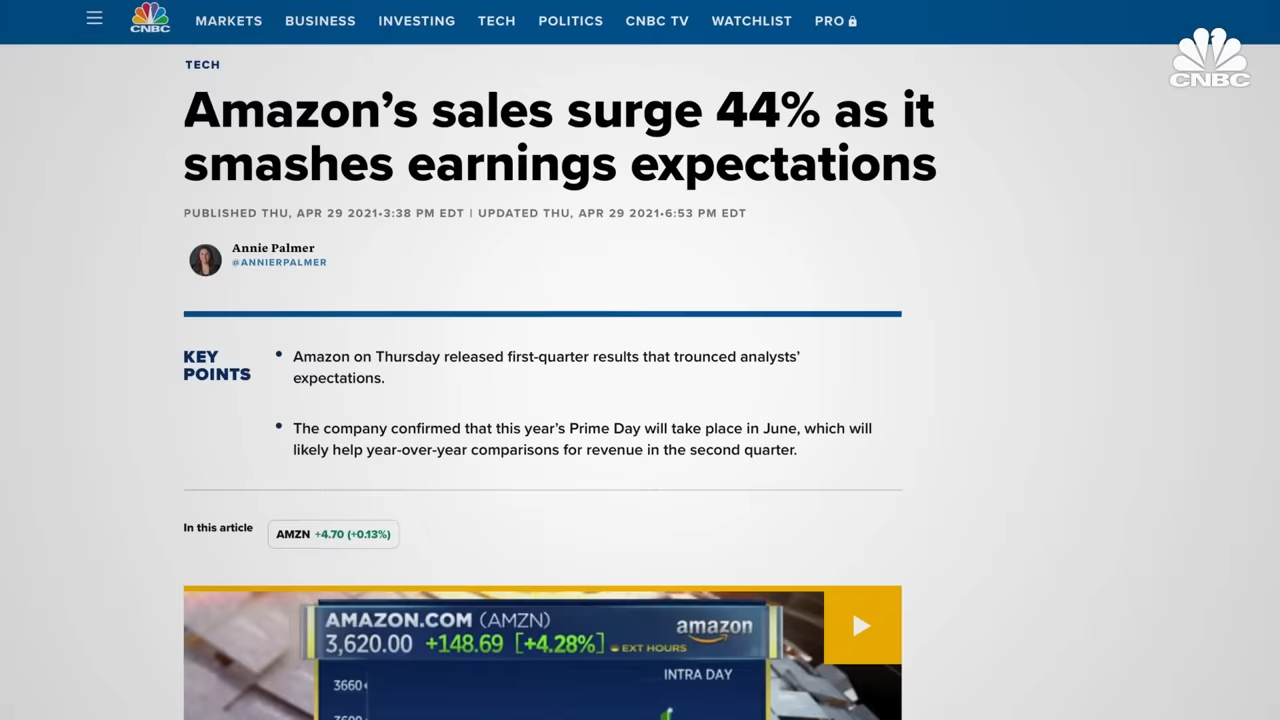 CNBC
MARKETS BUSINESS INVESTING TECH POLITICS CNBC TV WATCHLIST PRO
CNBC
TECH
Amazon’s sales surge 44% as it
smashes earnings expectations
PUBLISHED THU, APR 29 2021•3:38 PM EDT | UPDATED THU, APR 29 2021•6:53 PM EDT
Annie Palmer
@ANNIERPALMER
KEY
POINTS
• Amazon on Thursday released first-quarter results that trounced analysts’
expectations.
• The company confirmed that this year’s Prime Day will take place in June, which will
likely help year-over-year comparisons for revenue in the second quarter.
In this article
AMZN +4.70 (+0.13%)
AMAZON.COM (AMZN)
3,620.00 +148.69 [+4.28%] EXT HOURS
amazon
INTRA DAY
3660